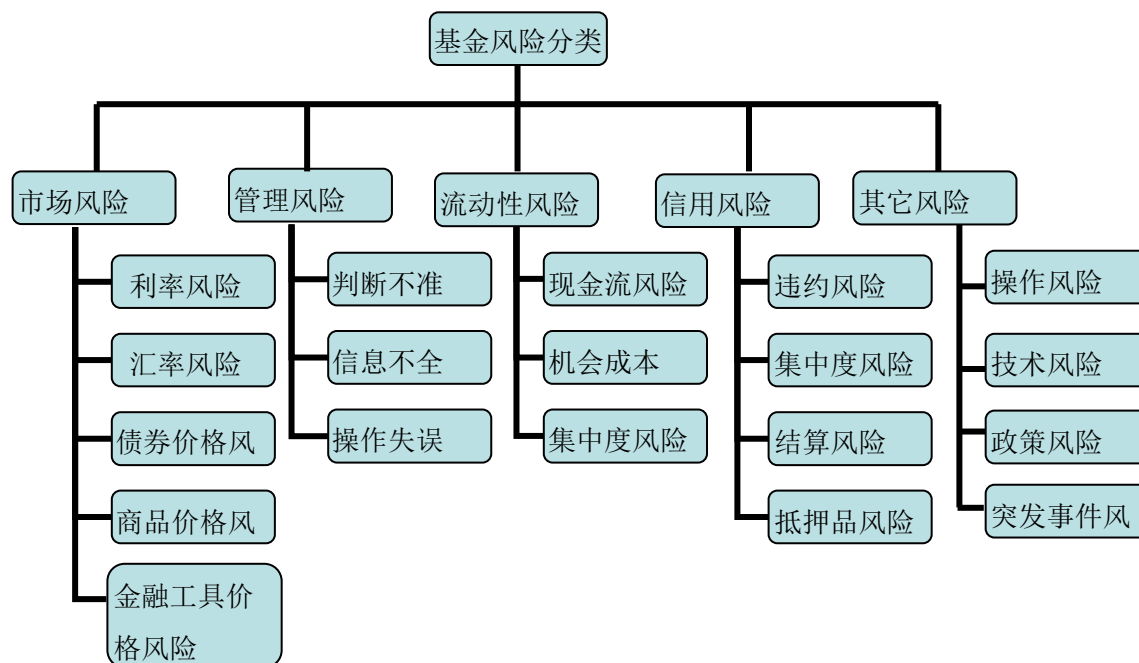 基金风险分类
市场风险
管理风险
流动性风险
信用风险
其它风险
利率风险
汇率风险
债券价格风
商品价格风
金融工具价
格风险
判断不准
信息不全
操作失误
现金流风险
机会成本
集中度风险
违约风险
集中度风险
结算风险
抵押品风险
操作风险
技术风险
政策风险
突发事件风